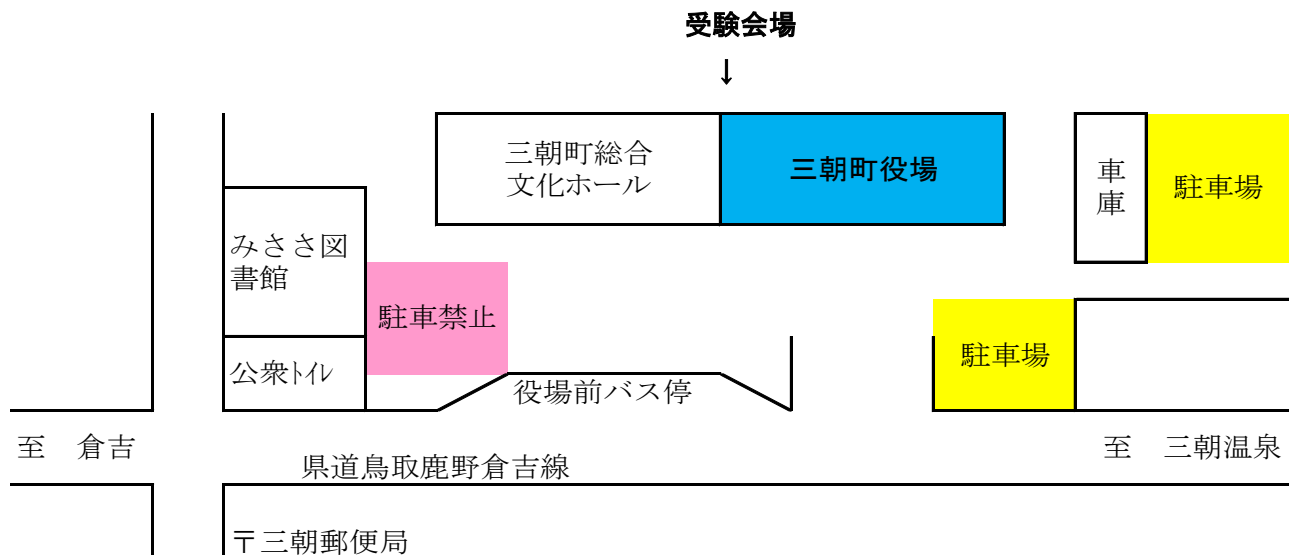 受験会場
↓
三朝町総合
文化ホール
三朝町役場
車庫
駐車場
みささ図
書館
駐車禁止
駐車場
公衆ﾄｲﾚ
役場前バス停
至　倉吉
至　三朝温泉
県道鳥取鹿野倉吉線
〒三朝郵便局